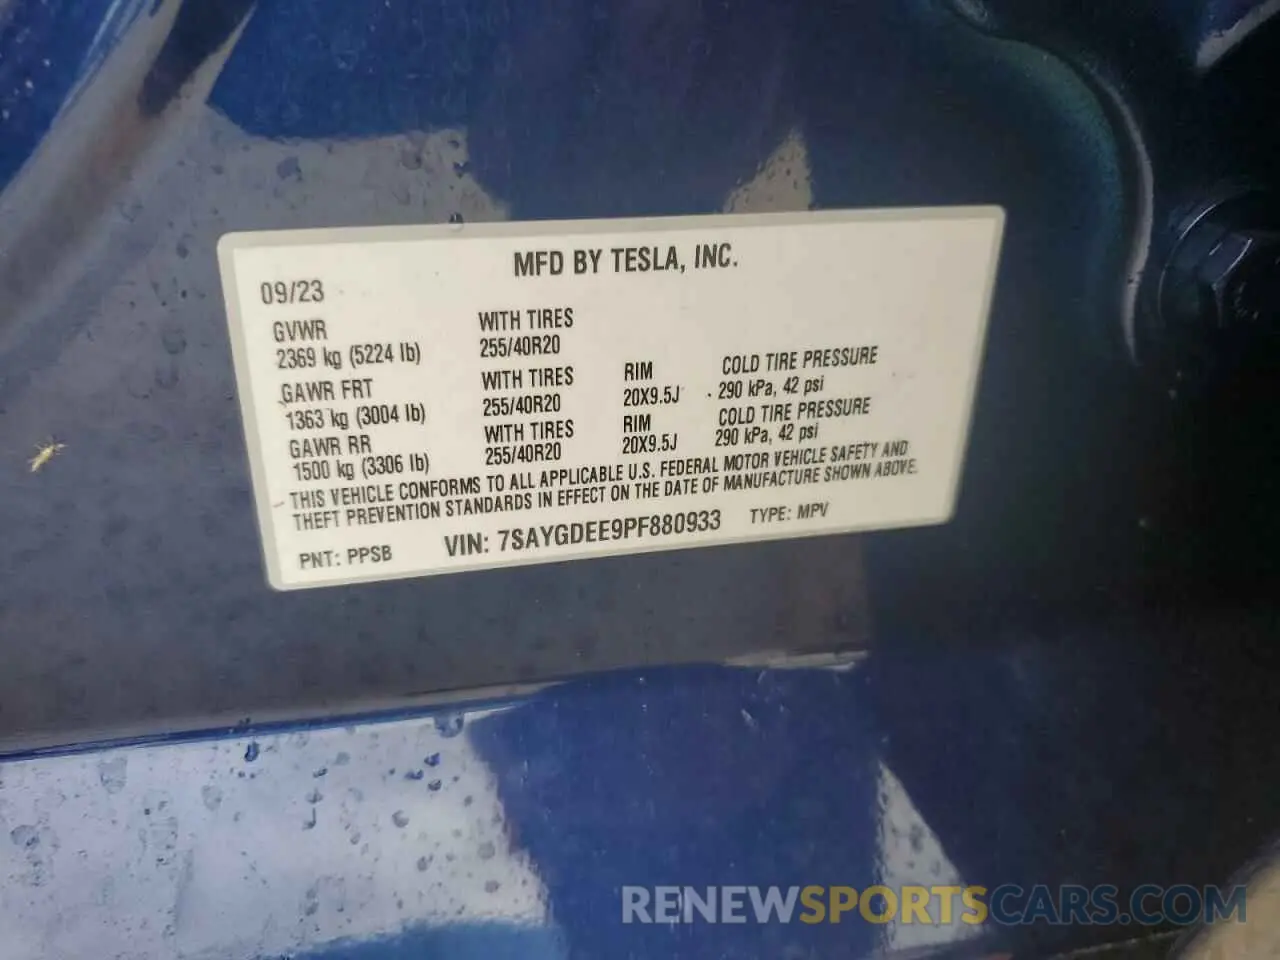 MFD BY TESLA, INC.
09/23
GVWR WITH TIRES
2369 kg (5224 lb) 255/40R20
GAWR FRT WITH TIRES RIM COLD TIRE PRESSURE
1363 kg (3004 lb) 255/40R20 20X9.5J 290 kPa, 42 psi
GAWR RR WITH TIRES RIM COLD TIRE PRESSURE
1500 kg (3306 lb) 255/40R20 20X9.5J 290 kPa, 42 psi
THIS VEHICLE CONFORMS TO ALL APPLICABLE U.S. FEDERAL MOTOR VEHICLE SAFETY AND
THEFT PREVENTION STANDARDS IN EFFECT ON THE DATE OF MANUFACTURE SHOWN ABOVE.
PNT: PPSB VIN: 7SAYGDEE9PF880933 TYPE: MPV
RENEWSPORTSCARS.COM